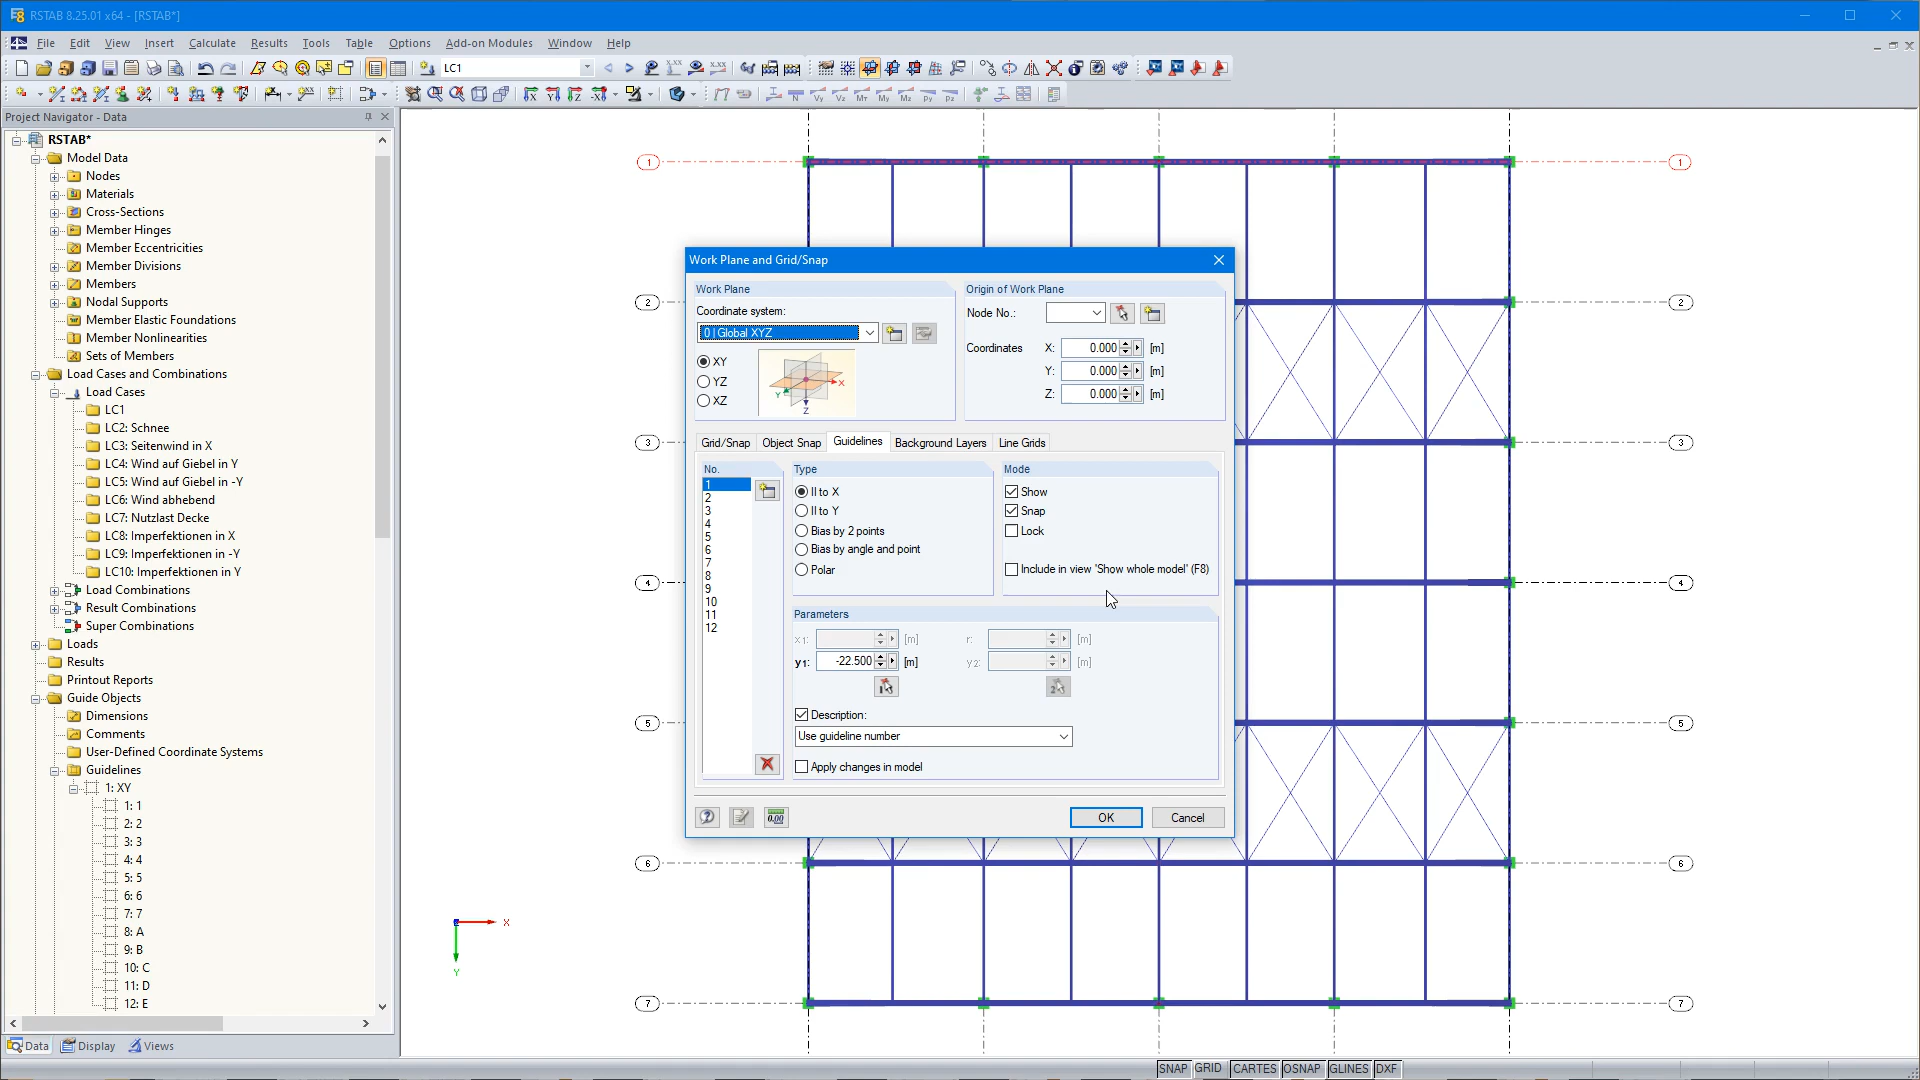 RSTAB 8.25.01 x64 - [RSTAB*]
File Edit View Insert Calculate Results Tools Table Options Add-on Modules Window Help
LC1
Project Navigator - Data
RSTAB*
Model Data
Nodes
Materials
Cross-Sections
Member Hinges
Member Eccentricities
Member Divisions
Members
Nodal Supports
Member Elastic Foundations
Member Nonlinearities
Sets of Members
Load Cases and Combinations
Load Cases
LC1
LC2: Schnee
LC3: Seitenwind in X
LC4: Wind auf Giebel in Y
LC5: Wind auf Giebel in -Y
LC6: Wind abhebend
LC7: Nutzlast Decke
LC8: Imperfektionen in X
LC9: Imperfektionen in -Y
LC10: Imperfektionen in Y
Load Combinations
Result Combinations
Super Combinations
Loads
Results
Printout Reports
Guide Objects
Dimensions
Comments
User-Defined Coordinate Systems
Guidelines
1: XY
1: 1
2: 2
3: 3
4: 4
5: 5
6: 6
7: 7
8: A
9: B
10: C
11: D
12: E
Data Display Views
1 1
2 2
3 3
4 4
5 5
6 6
7 7
X
Y
Work Plane and Grid/Snap
Work Plane
Coordinate system:
0 | Global XYZ
XY
YZ
XZ
X
Y
Z
Origin of Work Plane
Node No.:
Coordinates X: 0.000 [m]
Y: 0.000 [m]
Z: 0.000 [m]
Grid/Snap Object Snap Guidelines Background Layers Line Grids
No.
1
2
3
4
5
6
7
8
9
10
11
12
Type
II to X
II to Y
Bias by 2 points
Bias by angle and point
Polar
Mode
Show
Snap
Lock
Include in view 'Show whole model' (F8)
Parameters
x1: [m] r: [m]
y1: -22.500 [m] y2: [m]
Description:
Use guideline number
Apply changes in model
0.00
OK Cancel
SNAP GRID CARTES OSNAP GLINES DXF